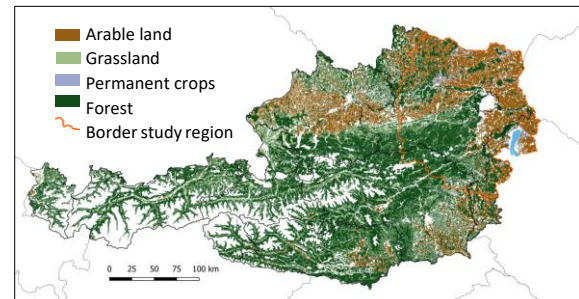 Arable land
Grassland
Permanent crops
Forest
Border study region
0 25 50 75 100 km